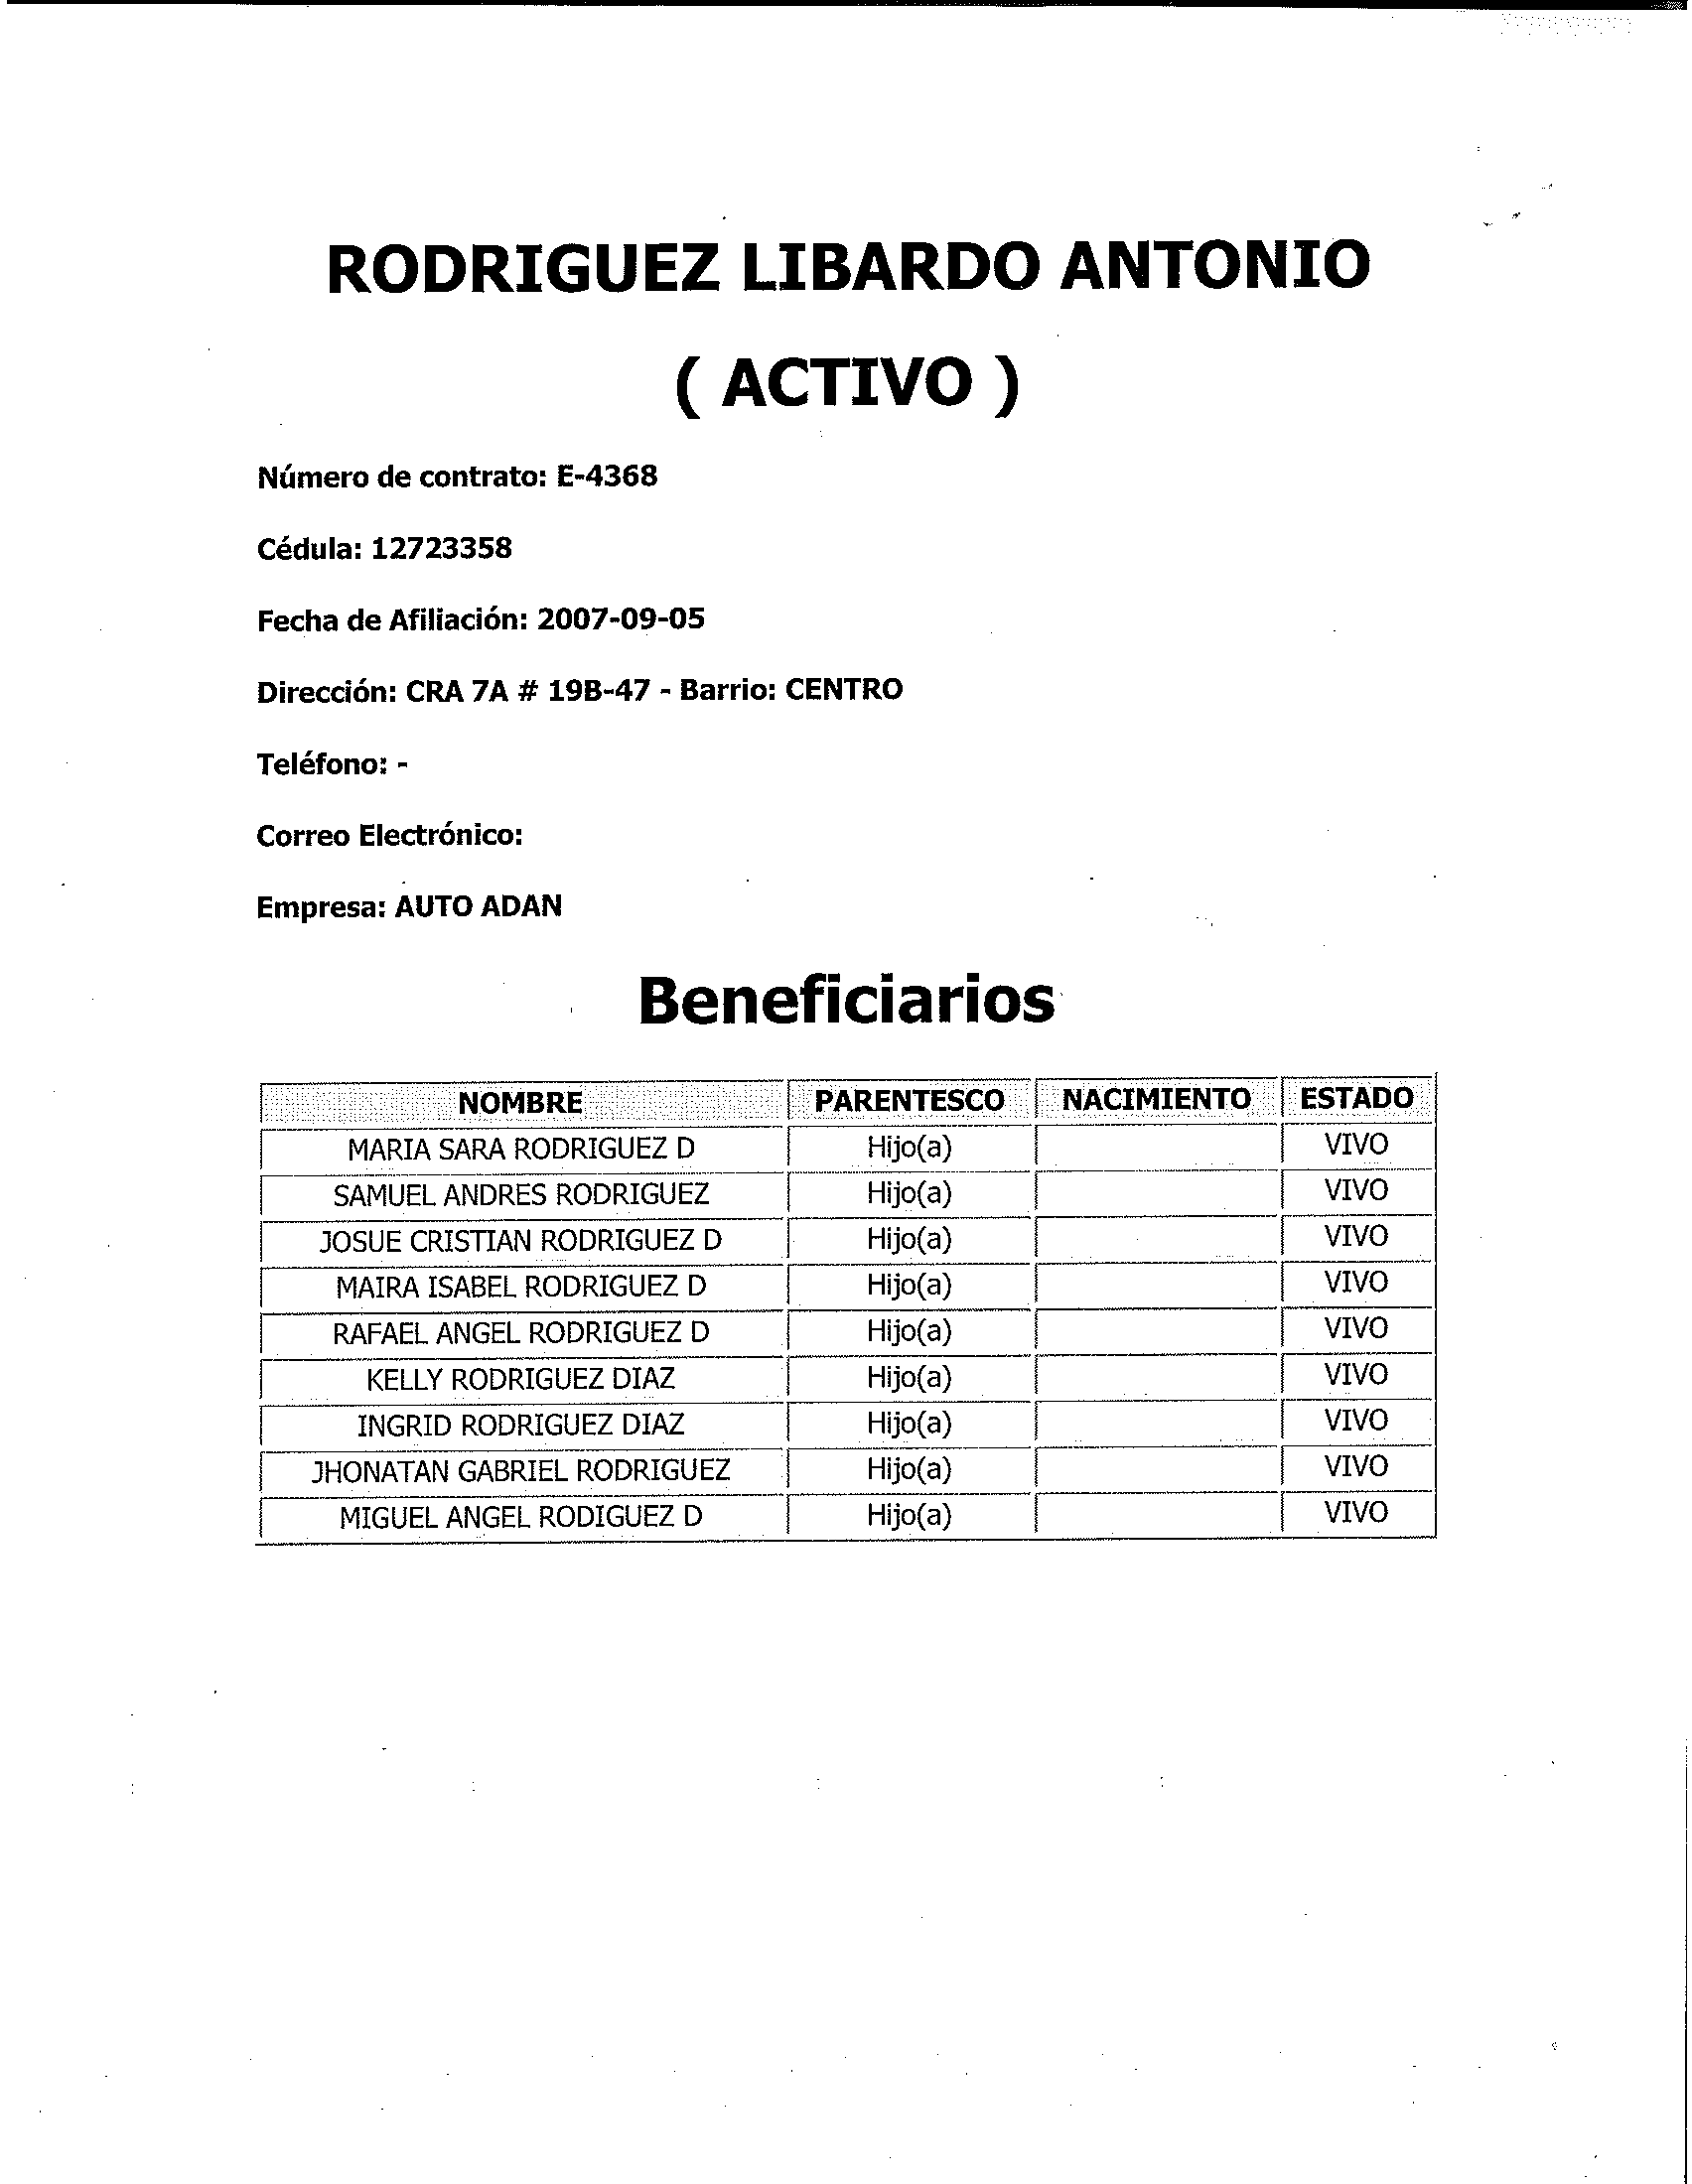 RODRIGUEZ LIBARDO ANTONIO
( ACTIVO )
Número de contrato: E-4368
Cédula: 12723358
Fecha de Afiliación: 2007-09-05
Dirección: CRA 7A # 19B-47 - Barrio: CENTRO
Teléfono: -
Correo Electrónico:
Empresa: AUTO ADAN
Beneficiarios
NOMBRE PARENTESCO NACIMIENTO ESTADO
MARIA SARA RODRIGUEZ D Hijo(a) VIVO
SAMUEL ANDRES RODRIGUEZ Hijo(a) VIVO
JOSUE CRISTIAN RODRIGUEZ D Hijo(a) VIVO
MAIRA ISABEL RODRIGUEZ D Hijo(a) VIVO
RAFAEL ANGEL RODRIGUEZ D Hijo(a) VIVO
KELLY RODRIGUEZ DIAZ Hijo(a) VIVO
INGRID RODRIGUEZ DIAZ Hijo(a) VIVO
JHONATAN GABRIEL RODRIGUEZ Hijo(a) VIVO
MIGUEL ANGEL RODIGUEZ D Hijo(a) VIVO